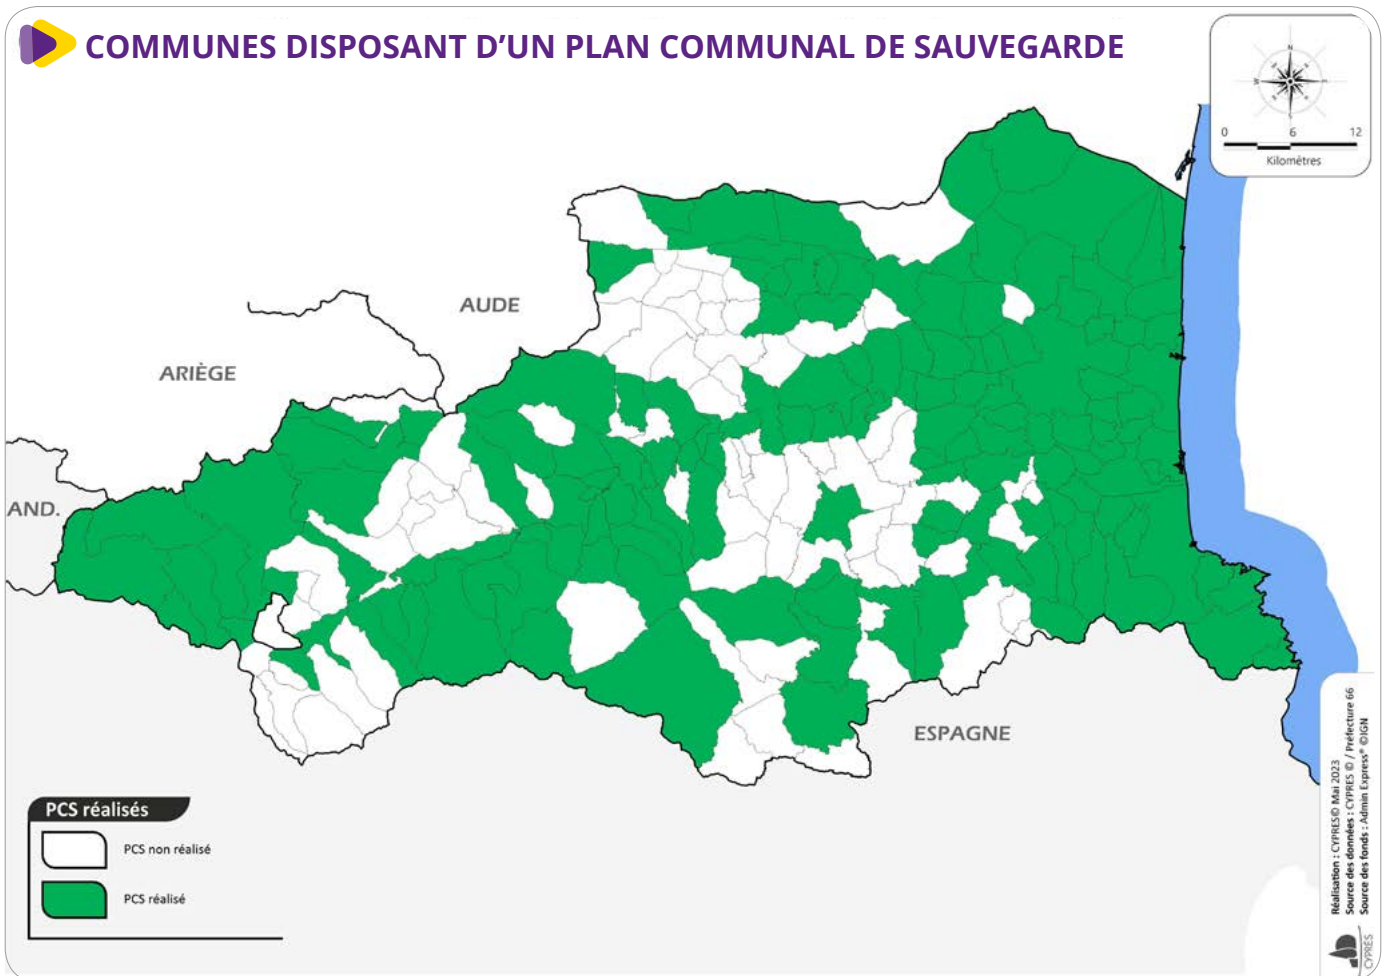 COMMUNES DISPOSANT D'UN PLAN COMMUNAL DE SAUVEGARDE
N
0 6 12
Kilomètres
AUDE
ARIÈGE
AND.
ESPAGNE
PCS réalisés
PCS non réalisé
PCS réalisé
Réalisation : CYPRES© Mai 2023
Source des données : CYPRES © / Préfecture 66
Source des fonds : Admin Express® ©IGN
CYPRÈS